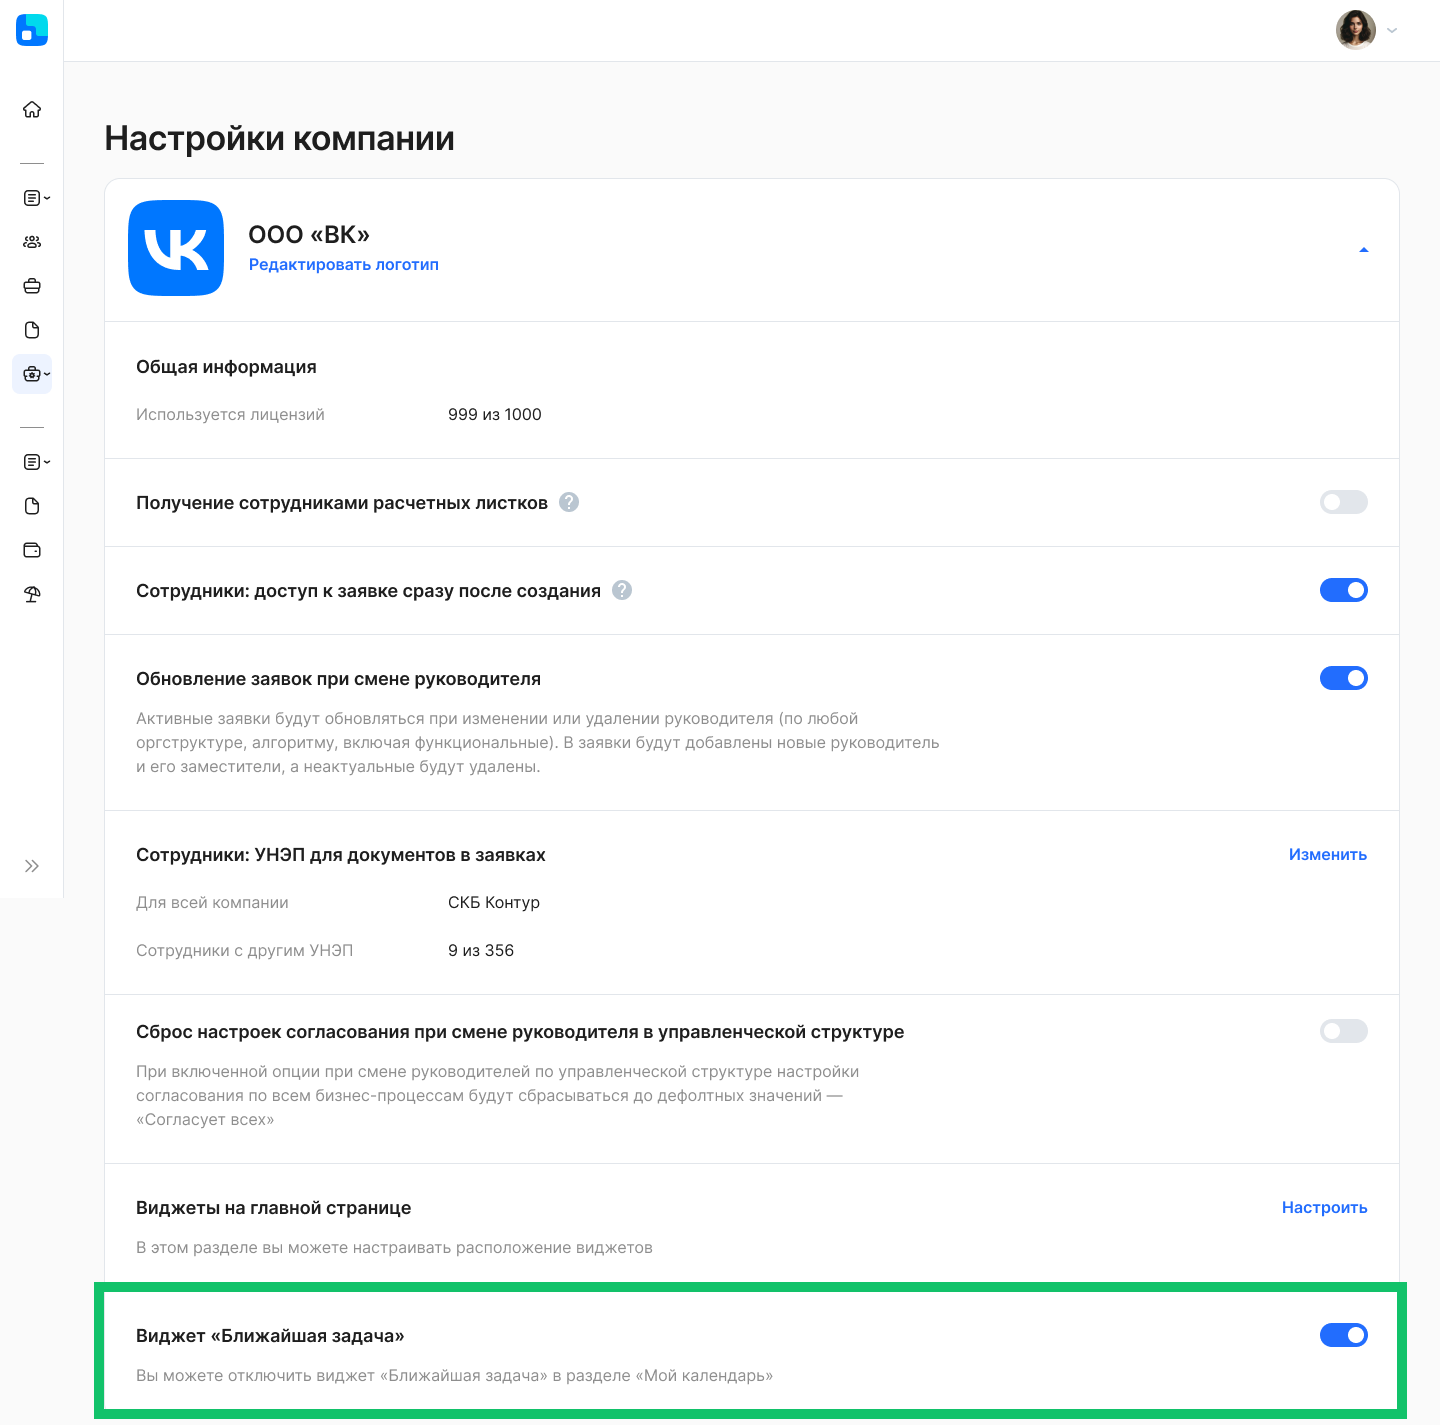 Настройки компании
ООО «ВК»
Редактировать логотип
Общая информация
Используется лицензий 999 из 1000
Получение сотрудниками расчетных листков ?
Сотрудники: доступ к заявке сразу после создания ?
Обновление заявок при смене руководителя
Активные заявки будут обновляться при изменении или удалении руководителя (по любой
оргструктуре, алгоритму, включая функциональные). В заявки будут добавлены новые руководитель
и его заместители, а неактуальные будут удалены.
Сотрудники: УНЭП для документов в заявках Изменить
Для всей компании СКБ Контур
Сотрудники с другим УНЭП 9 из 356
Сброс настроек согласования при смене руководителя в управленческой структуре
При включенной опции при смене руководителей по управленческой структуре настройки
согласования по всем бизнес-процессам будут сбрасываться до дефолтных значений —
«Согласует всех»
Виджеты на главной странице Настроить
В этом разделе вы можете настраивать расположение виджетов
Виджет «Ближайшая задача»
Вы можете отключить виджет «Ближайшая задача» в разделе «Мой календарь»